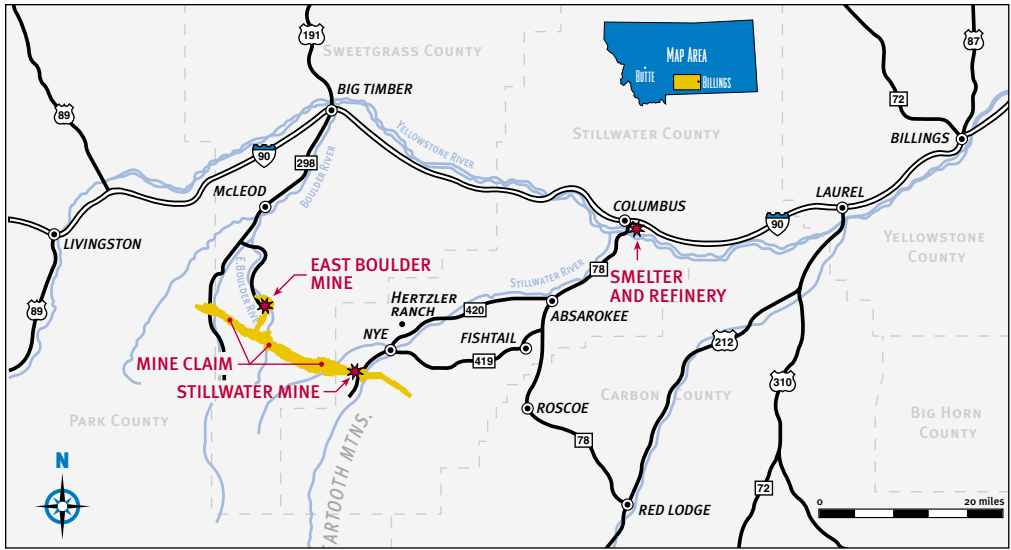 191
SWEETGRASS COUNTY
MAP AREA
BUTTE
BILLINGS
87
BIG TIMBER
89
72
YELLOWSTONE RIVER
STILLWATER COUNTY
BILLINGS
90
298
BOULDER RIVER
McLEOD
LAUREL
COLUMBUS
90
LIVINGSTON
YELLOWSTONE
COUNTY
EAST BOULDER
MINE
E. BOULDER RIVER
STILLWATER RIVER
78
SMELTER
AND REFINERY
89
HERTZLER
RANCH
420
ABSAROKEE
NYE
FISHTAIL
212
419
MINE CLAIM
STILLWATER MINE
310
PARK COUNTY
CARBON COUNTY
ROSCOE
BIG HORN
COUNTY
ARTOOTH MTNS.
78
N
72
RED LODGE
0
20 miles